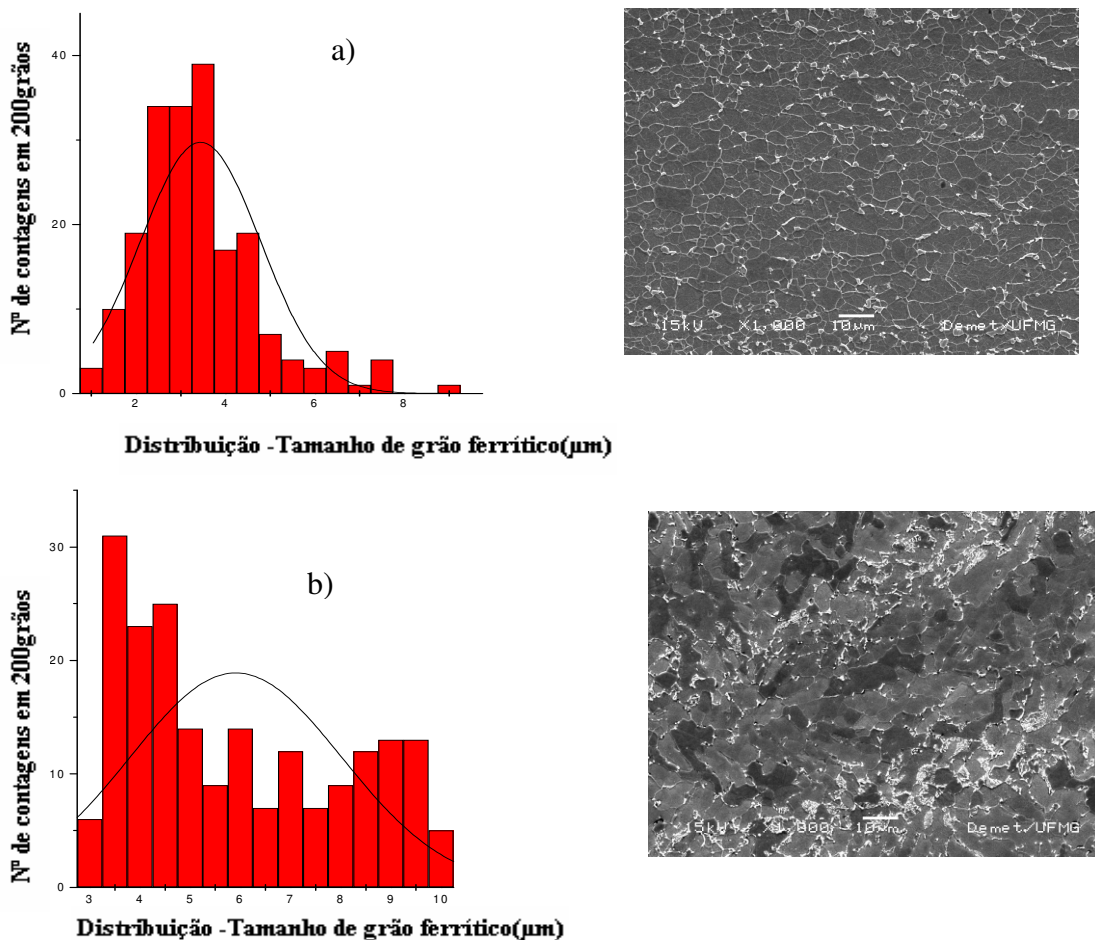 a)
Nº de contagens em 200grãos
40
20
0
2 4 6 8
Distribuição -Tamanho de grão ferrítico(µm)
15kV X1,000 10µm Demet/UFMG
b)
Nº de contagens em 200grãos
30
20
10
0
3 4 5 6 7 8 9 10
Distribuição -Tamanho de grão ferrítico(µm)
15kV X1,000 10µm Demet/UFMG